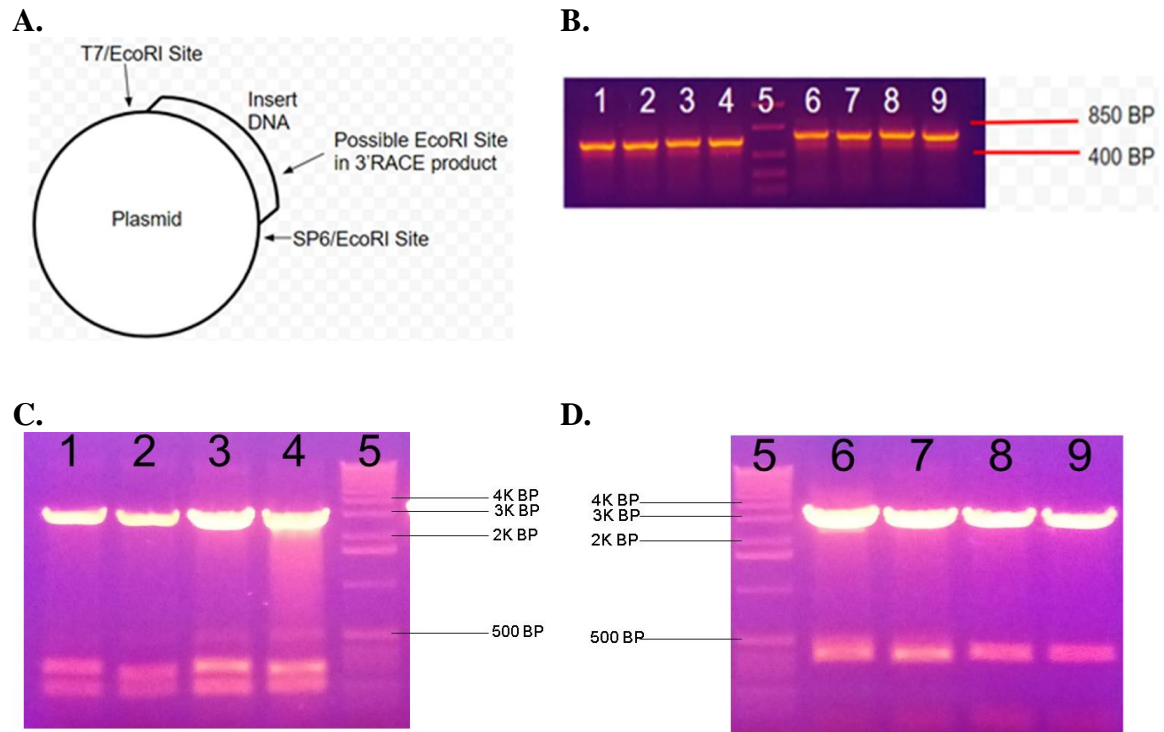 A.
T7/EcoRI Site
Insert
DNA
Possible EcoRI Site
in 3'RACE product
Plasmid
SP6/EcoRI Site
B.
1 2 3 4 5 6 7 8 9
850 BP
400 BP
C.
1 2 3 4 5
4K BP
3K BP
2K BP
500 BP
D.
5 6 7 8 9
4K BP
3K BP
2K BP
500 BP